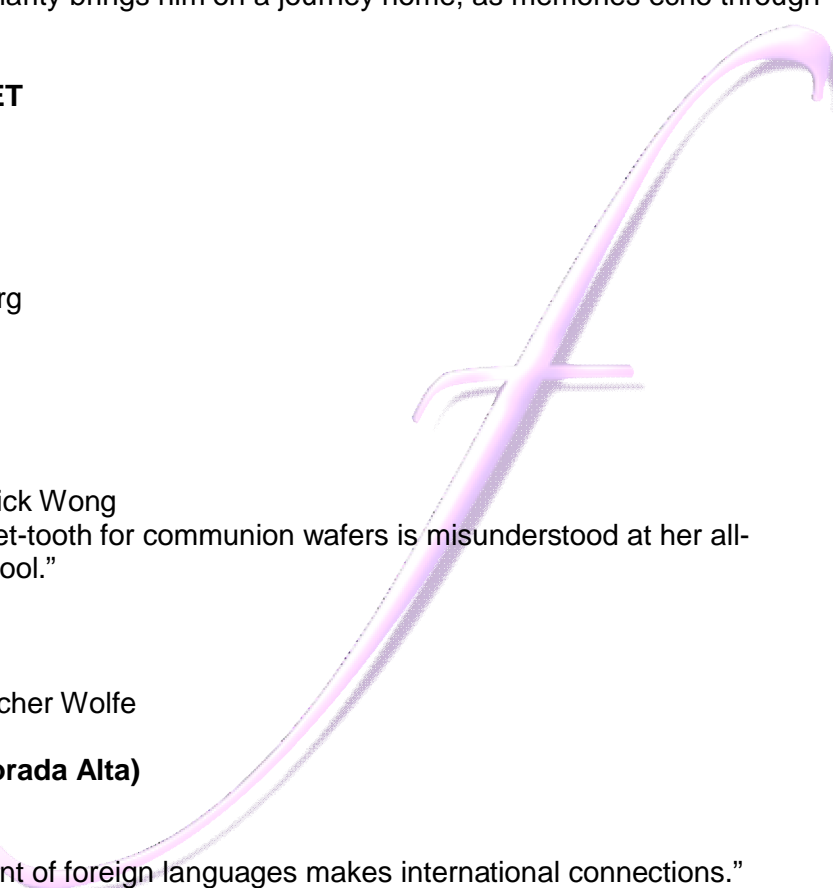 brings him on a journey home, as memories echo through
ET
rg
ick Wong
et-tooth for communion wafers is misunderstood at her all-
ool.”
cher Wolfe
orada Alta)
nt of foreign languages makes international connections.”
f